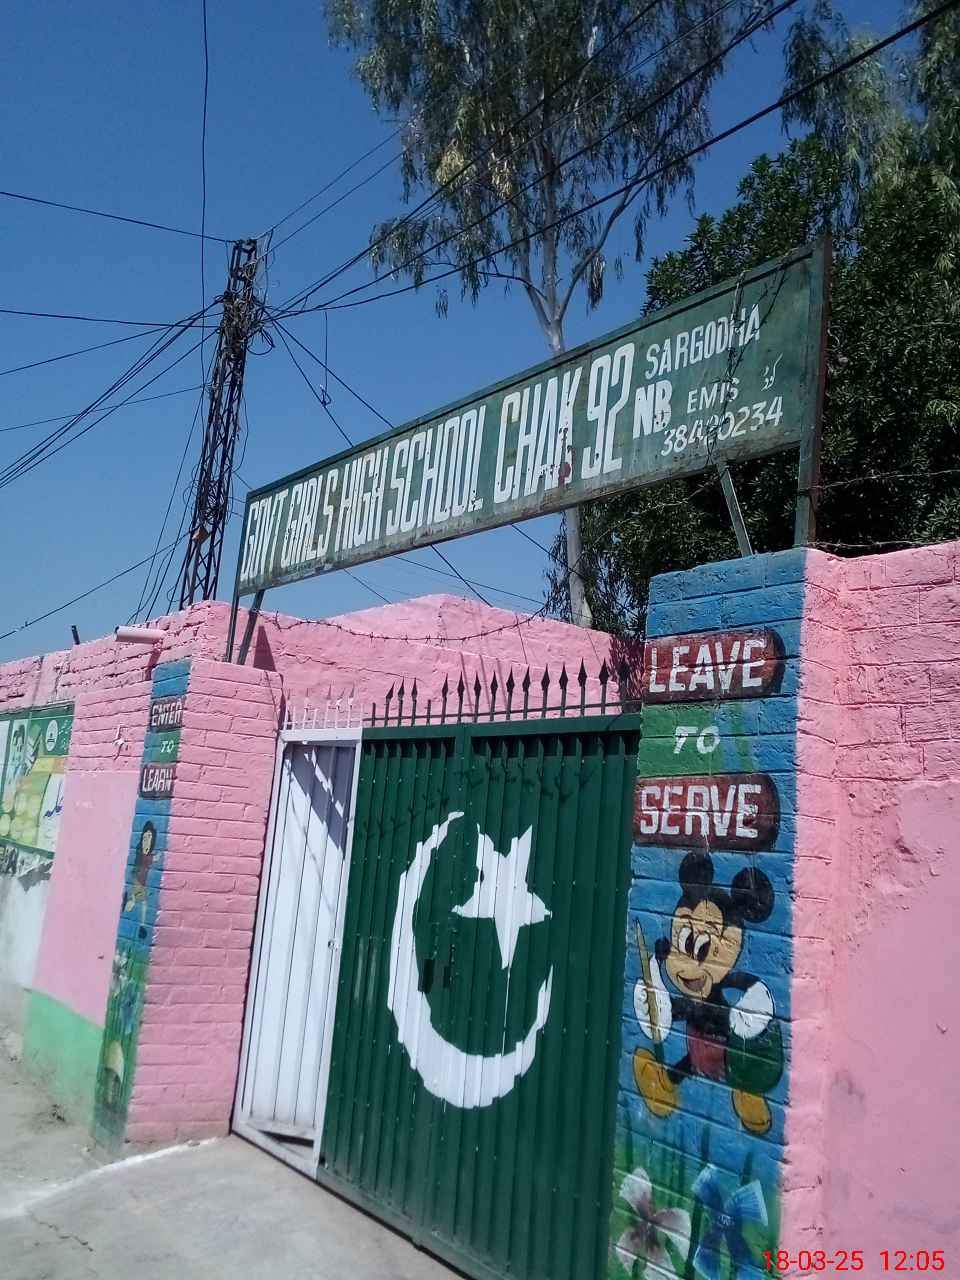 GOVT GIRLS HIGH SCHOOL CHAK 92 NB
SARGODHA
EMIS
38420234
ENTER
TO
LEARN
LEAVE
TO
SERVE
18-03-25 12:05